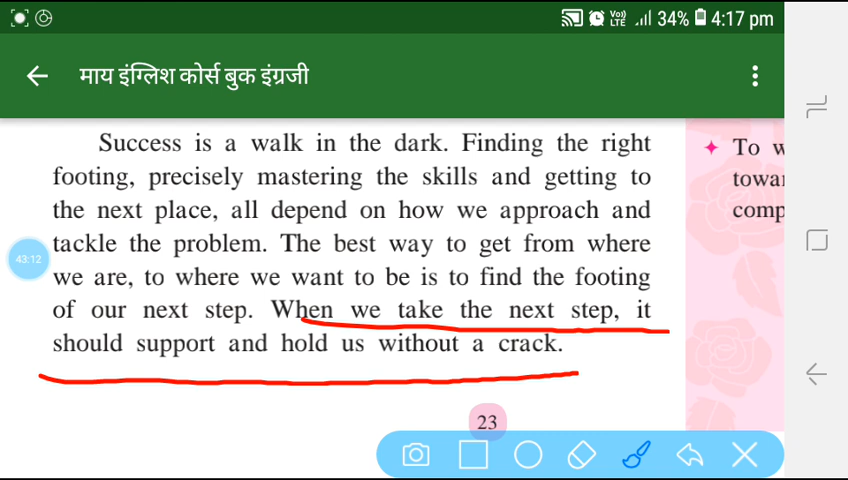 34% 4:17 pm
माय इंग्लिश कोर्स बुक इंग्रजी
Success is a walk in the dark. Finding the right
footing, precisely mastering the skills and getting to
the next place, all depend on how we approach and
tackle the problem. The best way to get from where
we are, to where we want to be is to find the footing
of our next step. When we take the next step, it
should support and hold us without a crack.
23
To w
towar
comp
43:12